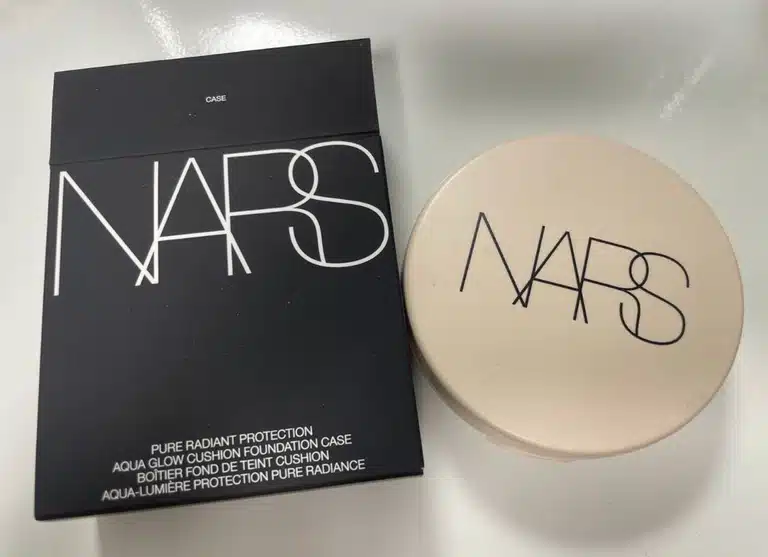 CASE
NARS
PURE RADIANT PROTECTION
AQUA GLOW CUSHION FOUNDATION CASE
BOÎTIER FOND DE TEINT CUSHION
AQUA-LUMIÈRE PROTECTION PURE RADIANCE
NARS